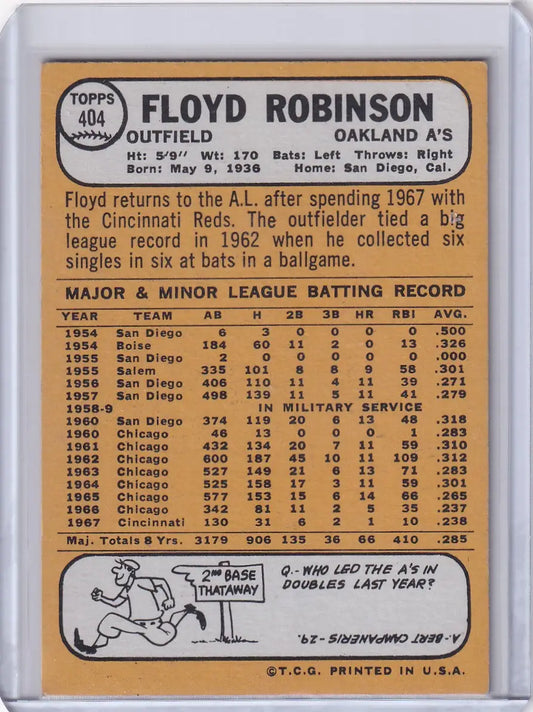 TOPPS
404
FLOYD ROBINSON
OUTFIELD OAKLAND A'S
Ht: 5'9" Wt: 170 Bats: Left Throws: Right
Born: May 9, 1936 Home: San Diego, Cal.
Floyd returns to the A.L. after spending 1967 with
the Cincinnati Reds. The outfielder tied a big
league record in 1962 when he collected six
singles in six at bats in a ballgame.
MAJOR & MINOR LEAGUE BATTING RECORD
YEAR TEAM AB H 2B 3B HR RBI AVG.
1954 San Diego 6 3 0 0 0 0 .500
1954 Boise 184 60 11 2 0 13 .326
1955 San Diego 2 0 0 0 0 0 .000
1955 Salem 335 101 8 8 9 58 .301
1956 San Diego 406 110 11 4 11 39 .271
1957 San Diego 498 139 11 5 11 41 .279
1958-9 IN MILITARY SERVICE
1960 San Diego 374 119 20 6 13 48 .318
1960 Chicago 46 13 0 0 0 1 .283
1961 Chicago 432 134 20 7 11 59 .310
1962 Chicago 600 187 45 10 11 109 .312
1963 Chicago 527 149 21 6 13 71 .283
1964 Chicago 525 158 17 3 11 59 .301
1965 Chicago 577 153 15 6 14 66 .265
1966 Chicago 342 81 11 2 5 35 .237
1967 Cincinnati 130 31 6 2 1 10 .238
Maj. Totals 8 Yrs. 3179 906 135 36 66 410 .285
2ND BASE
THATAWAY
Q.-WHO LED THE A'S IN
DOUBLES LAST YEAR?
A.-BERT CAMPANERIS-29.
©T.C.G. PRINTED IN U.S.A.